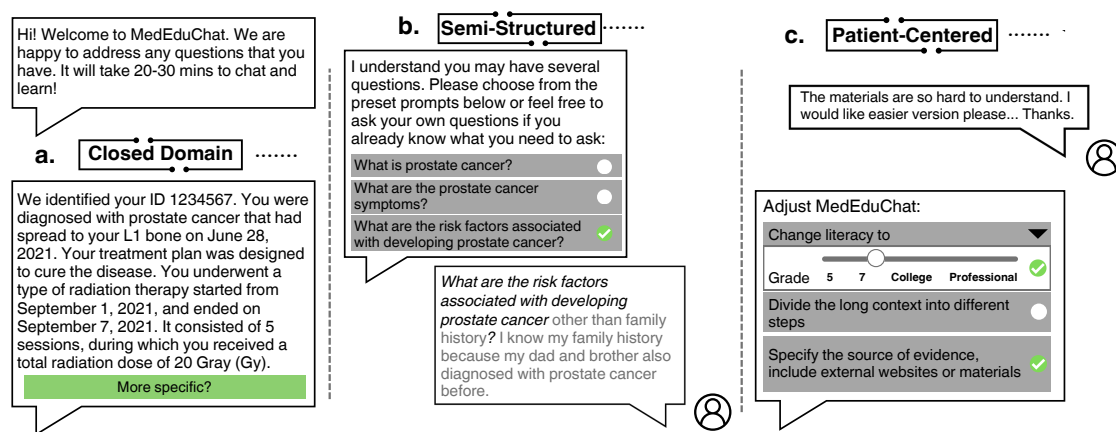 Hi! Welcome to MedEduChat. We are
happy to address any questions that you
have. It will take 20-30 mins to chat and
learn!
a. Closed Domain .......
We identified your ID 1234567. You were
diagnosed with prostate cancer that had
spread to your L1 bone on June 28,
2021. Your treatment plan was designed
to cure the disease. You underwent a
type of radiation therapy started from
September 1, 2021, and ended on
September 7, 2021. It consisted of 5
sessions, during which you received a
total radiation dose of 20 Gray (Gy).
More specific?
b. Semi-Structured .......
I understand you may have several
questions. Please choose from the
preset prompts below or feel free to
ask your own questions if you
already know what you need to ask:
What is prostate cancer?
What are the prostate cancer
symptoms?
What are the risk factors associated
with developing prostate cancer?
What are the risk factors
associated with developing
prostate cancer other than family
history? I know my family history
because my dad and brother also
diagnosed with prostate cancer
before.
c. Patient-Centered .......
The materials are so hard to understand. I
would like easier version please... Thanks.
Adjust MedEduChat:
Change literacy to
Grade 5 7 College Professional
Divide the long context into different
steps
Specify the source of evidence,
include external websites or materials